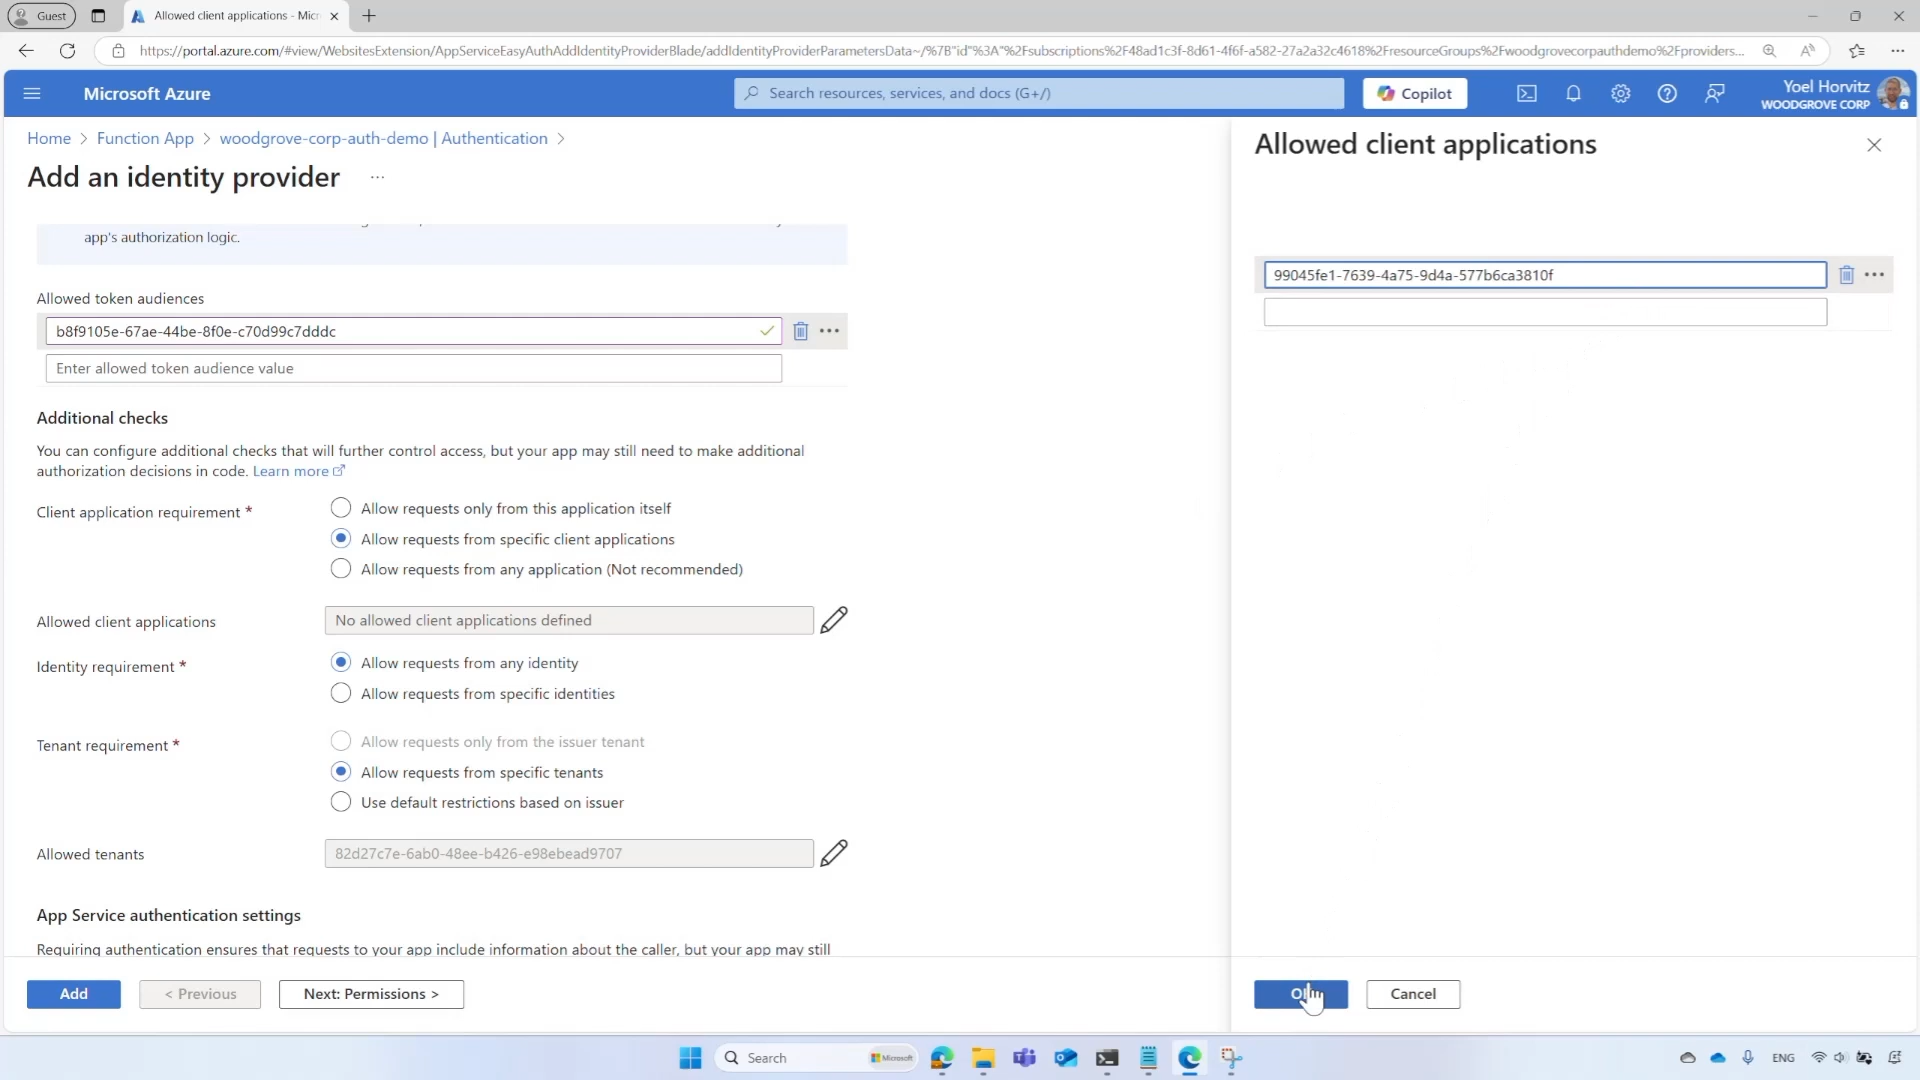 Guest
Allowed client applications - Micr
https://portal.azure.com/#view/WebsitesExtension/AppServiceEasyAuthAddIdentityProviderBlade/addIdentityProviderParametersData~/%7B"id"%3A"%2Fsubscriptions%2F48ad1c3f-8d61-4f6f-a582-27a2a32c4618%2FresourceGroups%2Fwoodgrovecorpauthdemo%2Fproviders...
Microsoft Azure
Search resources, services, and docs (G+/)
Copilot
Yoel Horvitz
WOODGROVE CORP
Home > Function App > woodgrove-corp-auth-demo | Authentication >
Add an identity provider ...
app's authorization logic.
Allowed token audiences
b8f9105e-67ae-44be-8f0e-c70d99c7dddc
Enter allowed token audience value
Additional checks
You can configure additional checks that will further control access, but your app may still need to make additional
authorization decisions in code. Learn more
Client application requirement *
Allow requests only from this application itself
Allow requests from specific client applications
Allow requests from any application (Not recommended)
Allowed client applications
No allowed client applications defined
Identity requirement *
Allow requests from any identity
Allow requests from specific identities
Tenant requirement *
Allow requests only from the issuer tenant
Allow requests from specific tenants
Use default restrictions based on issuer
Allowed tenants
82d27c7e-6ab0-48ee-b426-e98ebead9707
App Service authentication settings
Requiring authentication ensures that requests to your app include information about the caller, but your app may still
Add
< Previous
Next: Permissions >
Allowed client applications
99045fe1-7639-4a75-9d4a-577b6ca3810f
Cancel
Search
Microsoft
ENG